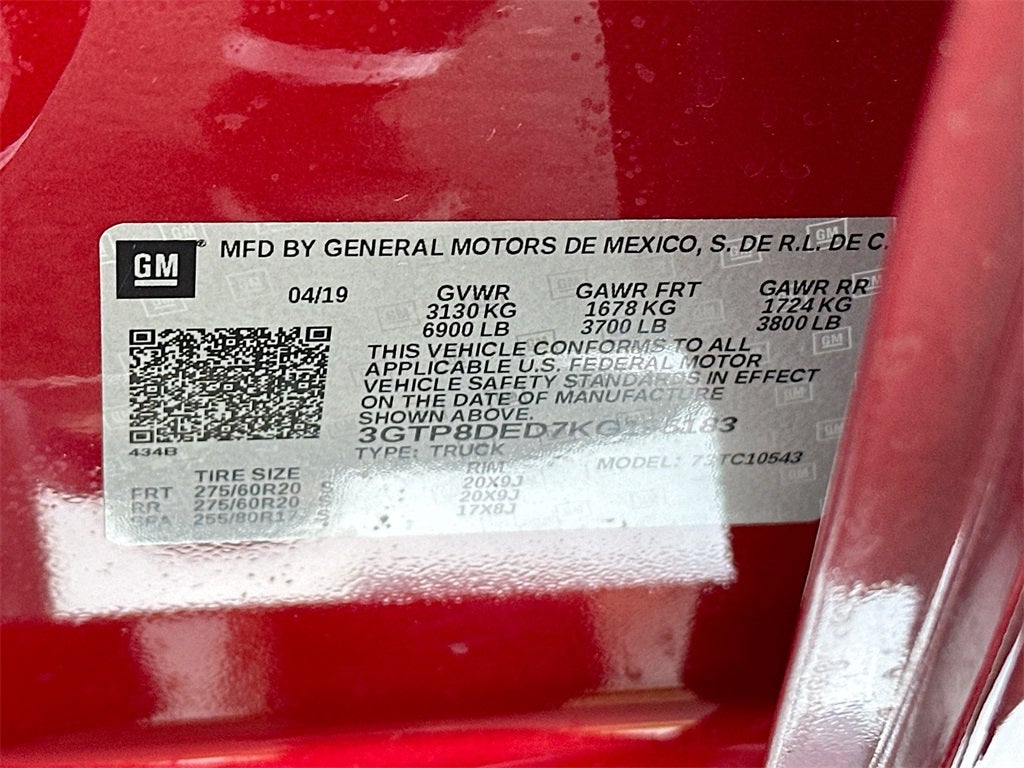 GM
MFD BY GENERAL MOTORS DE MEXICO, S. DE R.L. DE C.
04/19 GVWR GAWR FRT GAWR RR
3130 KG 1678 KG 1724 KG
6900 LB 3700 LB 3800 LB
THIS VEHICLE CONFORMS TO ALL
APPLICABLE U.S. FEDERAL MOTOR
VEHICLE SAFETY STANDARDS IN EFFECT
ON THE DATE OF MANUFACTURE
SHOWN ABOVE.
434B
TYPE: TRUCK MODEL:
TIRE SIZE RIM
FRT 275/60R20 20X9J
RR 275/60R20 20X9J
SPA 255/80R17 17X8J